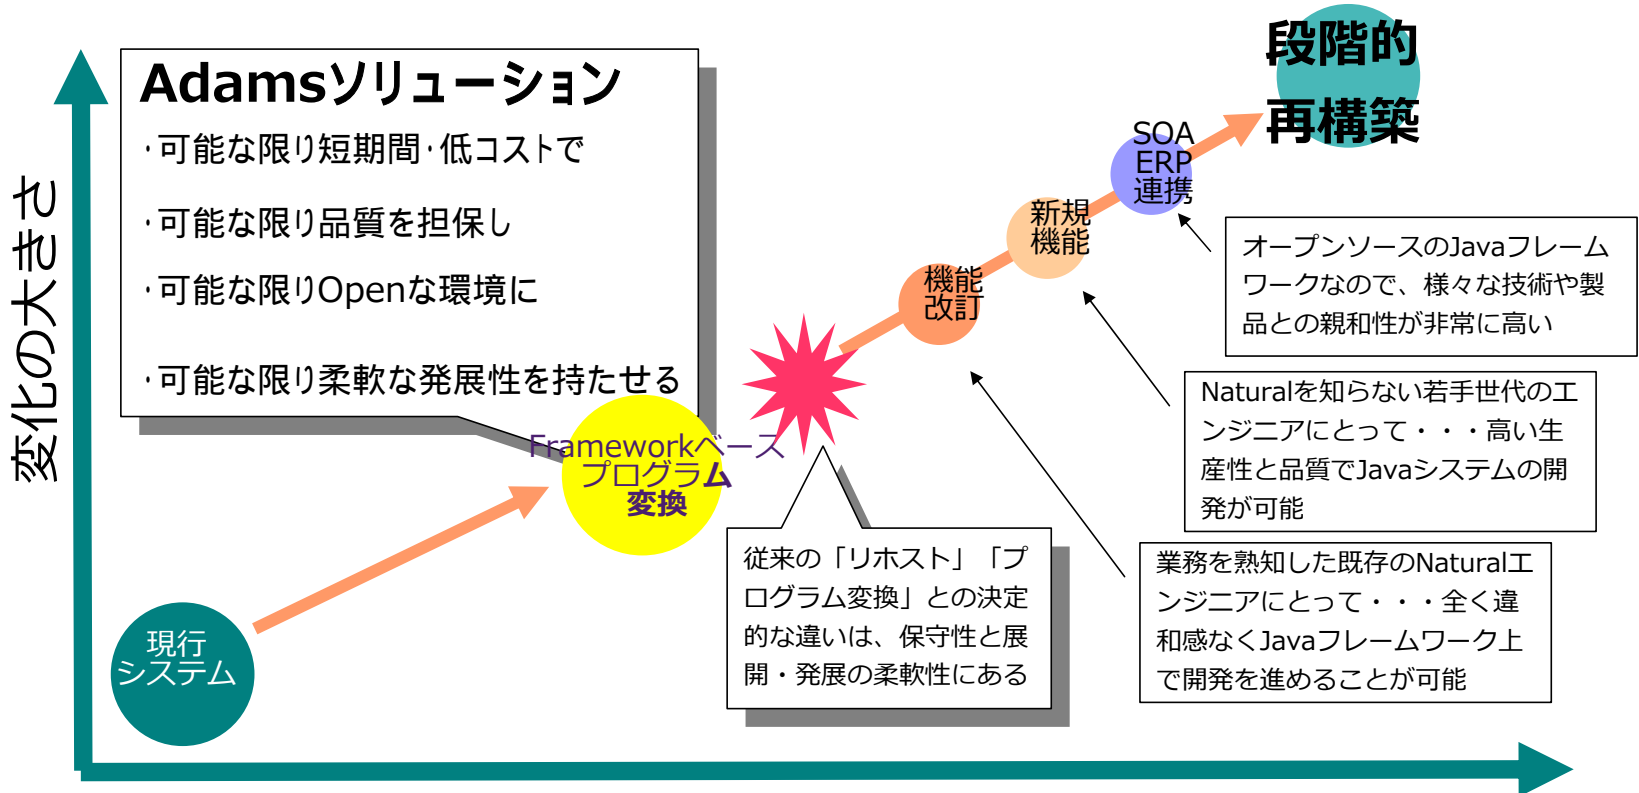 段階的
再構築
Adamsソリューション
・可能な限り短期間・低コストで
・可能な限り品質を担保し
・可能な限りOpenな環境に
・可能な限り柔軟な発展性を持たせる
変化の大きさ
SOA
ERP
連携
新規
機能
機能
改訂
オープンソースのJavaフレーム
ワークなので、様々な技術や製
品との親和性が非常に高い
Naturalを知らない若手世代のエ
ンジニアにとって・・・高い生
産性と品質でJavaシステムの開
発が可能
Frameworkベース
プログラム
変換
従来の「リホスト」「プ
ログラム変換」との決定
的な違いは、保守性と展
開・発展の柔軟性にある
業務を熟知した既存のNaturalエ
ンジニアにとって・・・全く違
和感なくJavaフレームワーク上
で開発を進めることが可能
現行
システム